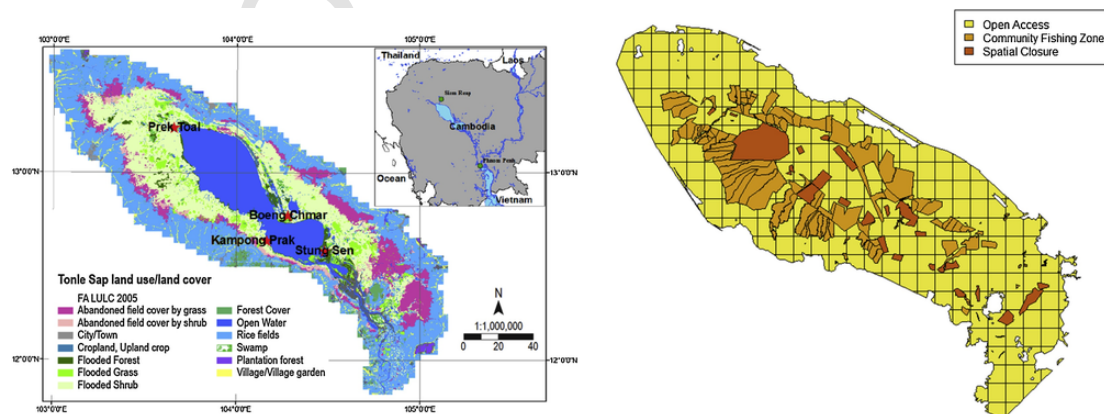 103°0'0"E
104°0'0"E
105°0'0"E
Thailand
Laos
Siem Reap
Cambodia
Phnom Penh
Ocean
Vietnam
13°0'0"N
13°0'0"N
Prek Toal
Boeng Chmar
Kampong Prak
Stung Sen
Tonle Sap land use/land cover
FA LULC 2005
Abandoned field cover by grass
Abandoned field cover by shrub
City/Town
Cropland, Upland crop
Flooded Forest
Flooded Grass
Flooded Shrub
Forest Cover
Open Water
Rice fields
Swamp
Plantation forest
Village/Village garden
N
1:1,000,000
0 20 40
12°0'0"N
12°0'0"N
103°0'0"E
104°0'0"E
105°0'0"E
Open Access
Community Fishing Zone
Spatial Closure